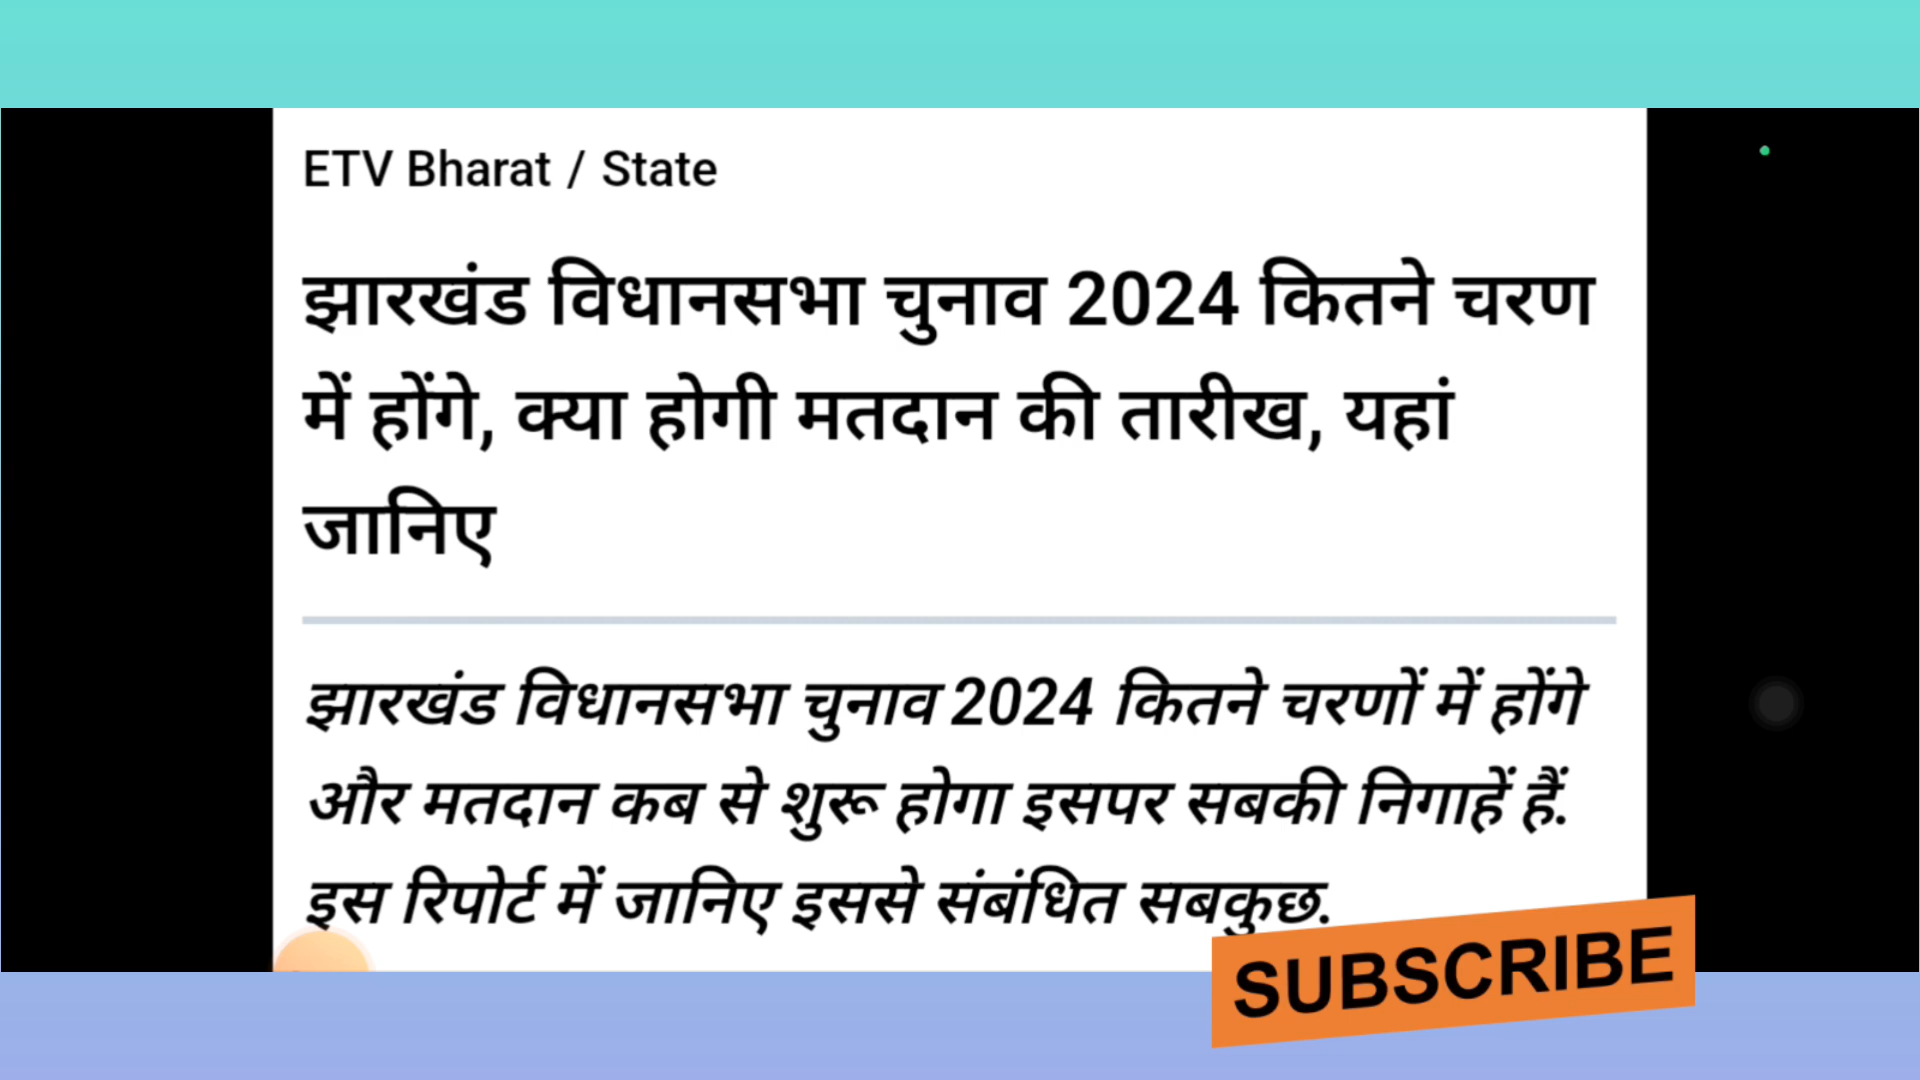 ETV Bharat / State
झारखंड विधानसभा चुनाव 2024 कितने चरण
में होंगे, क्या होगी मतदान की तारीख, यहां
जानिए
झारखंड विधानसभा चुनाव 2024 कितने चरणों में होंगे
और मतदान कब से शुरू होगा इसपर सबकी निगाहें हैं.
इस रिपोर्ट में जानिए इससे संबंधित सबकुछ.
SUBSCRIBE